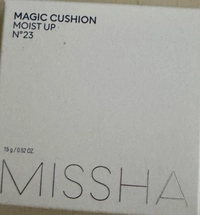 MAGIC CUSHION
MOIST UP
N°23
15 g / 0.52 OZ.
MISSHA